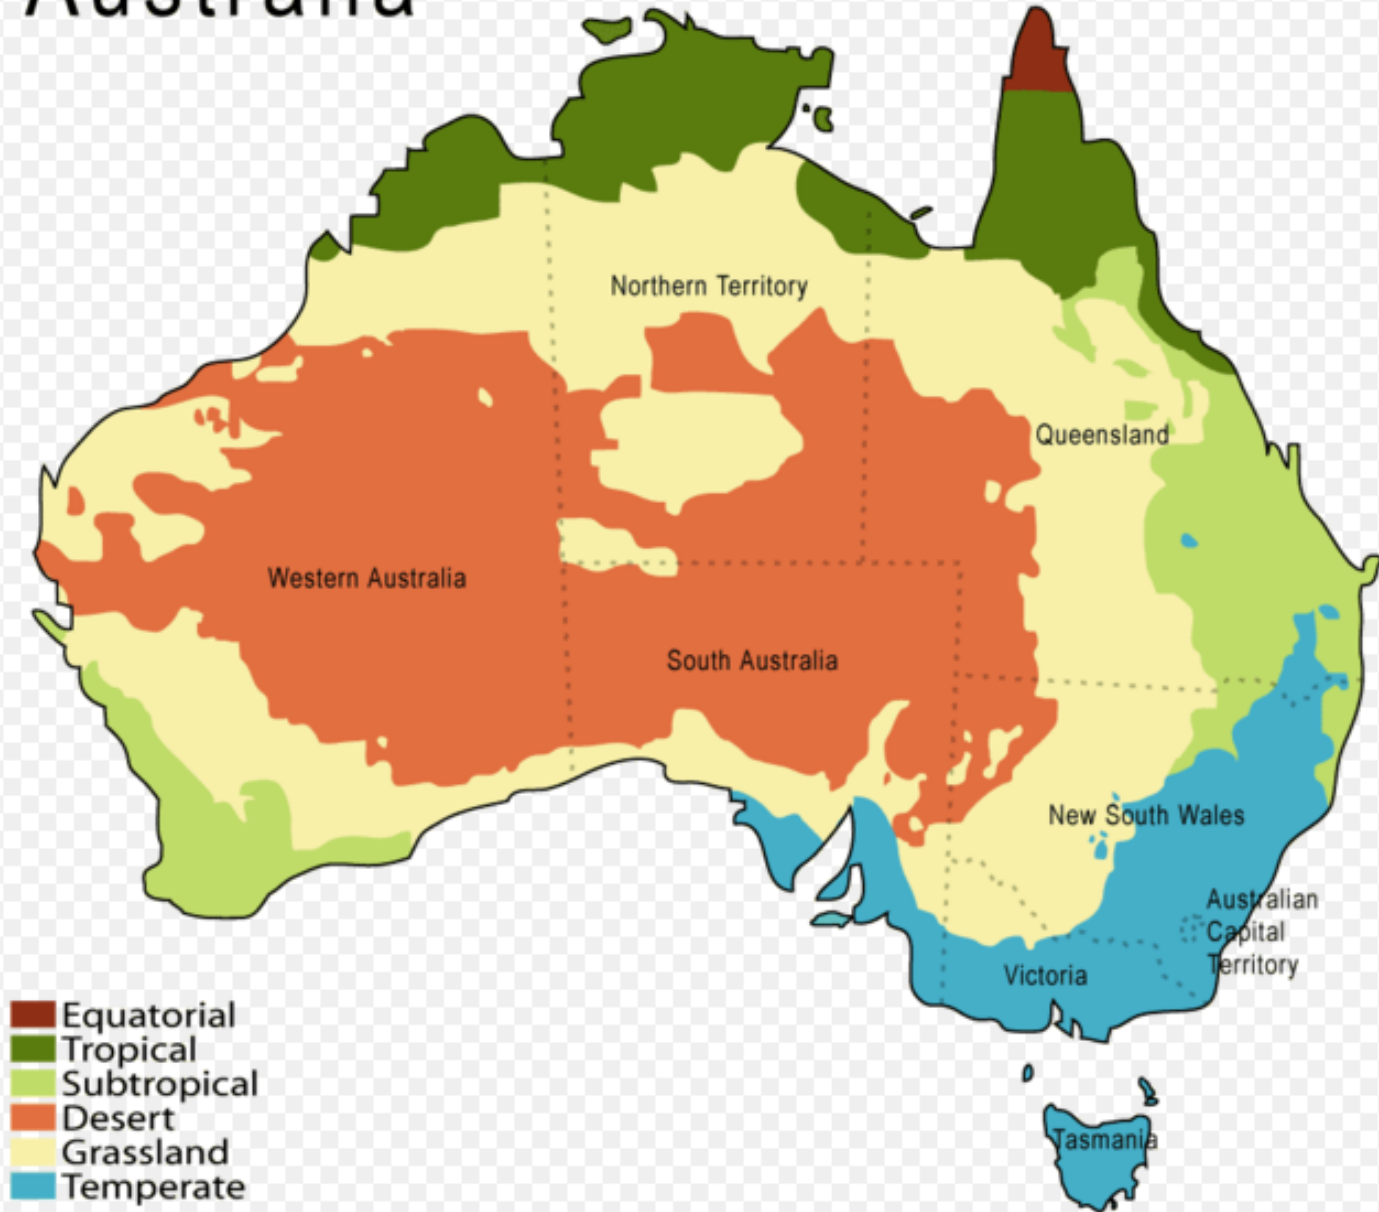 Australia
Northern Territory
Queensland
Western Australia
South Australia
New South Wales
Australian
Capital
Territory
Victoria
Tasmania
Equatorial
Tropical
Subtropical
Desert
Grassland
Temperate